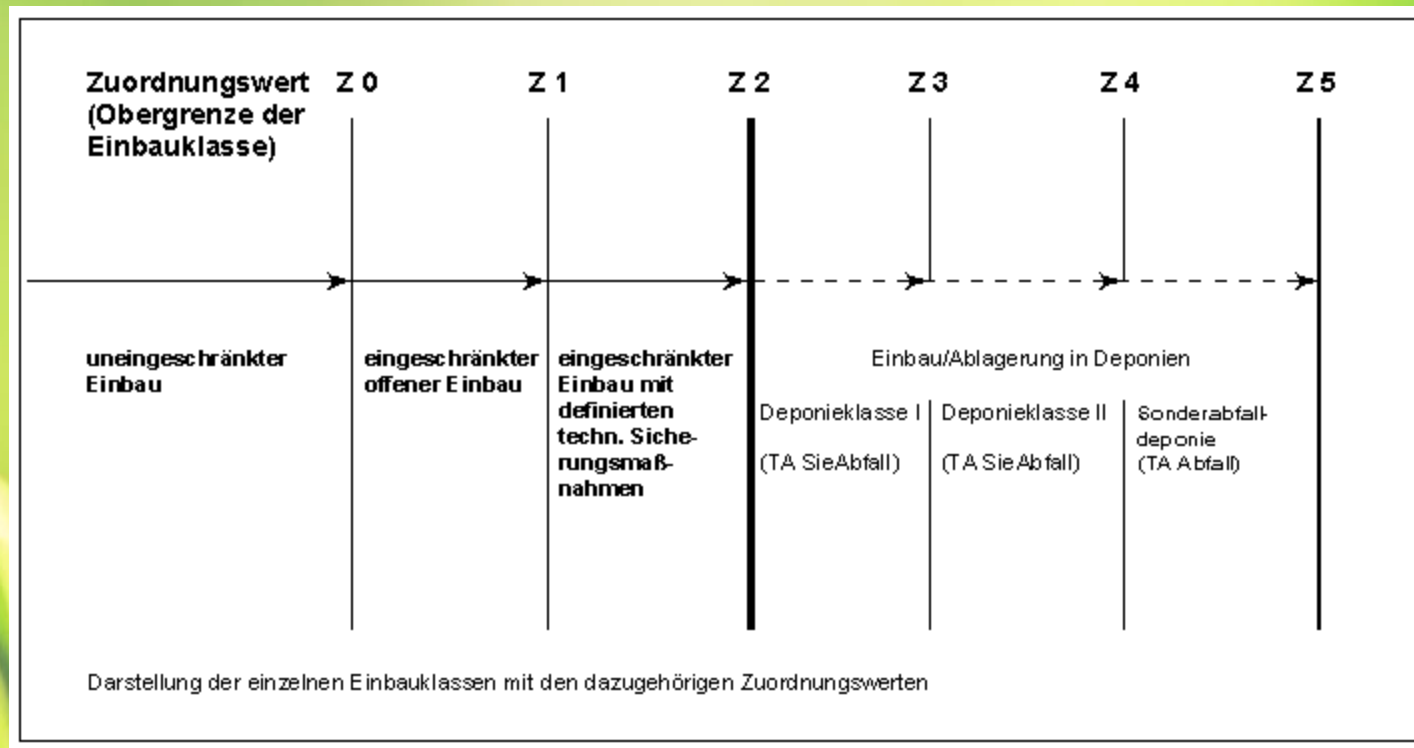 Zuordnungswert Z 0 Z 1 Z 2 Z 3 Z 4 Z 5
(Obergrenze der
Einbauklasse)
uneingeschränkter
Einbau
eingeschränkter
offener Einbau
eingeschränkter
Einbau mit
definierten
techn. Siche-
rungsmaß-
nahmen
Einbau/Ablagerung in Deponien
Deponieklasse I
(TA SieAbfall)
Deponieklasse II
(TA SieAbfall)
Sonderabfall-
deponie
(TA Abfall)
Darstellung der einzelnen Einbauklassen mit den dazugehörigen Zuordnungswerten